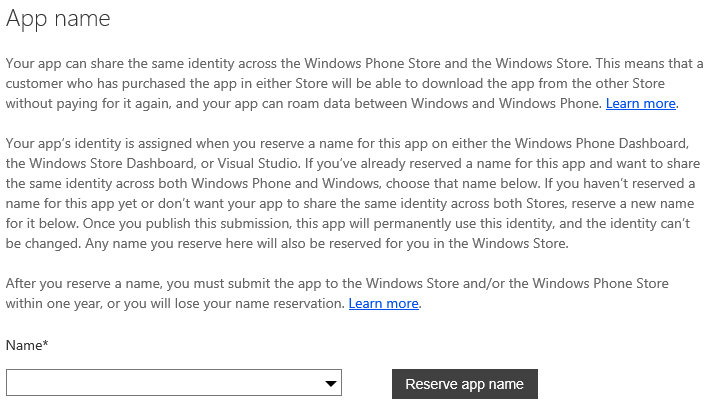 App name
Your app can share the same identity across the Windows Phone Store and the Windows Store. This means that a
customer who has purchased the app in either Store will be able to download the app from the other Store
without paying for it again, and your app can roam data between Windows and Windows Phone. Learn more.
Your app’s identity is assigned when you reserve a name for this app on either the Windows Phone Dashboard,
the Windows Store Dashboard, or Visual Studio. If you’ve already reserved a name for this app and want to share
the same identity across both Windows Phone and Windows, choose that name below. If you haven’t reserved a
name for this app yet or don’t want your app to share the same identity across both Stores, reserve a new name
for it below. Once you publish this submission, this app will permanently use this identity, and the identity can’t
be changed. Any name you reserve here will also be reserved for you in the Windows Store.
After you reserve a name, you must submit the app to the Windows Store and/or the Windows Phone Store
within one year, or you will lose your name reservation. Learn more.
Name*
Reserve app name